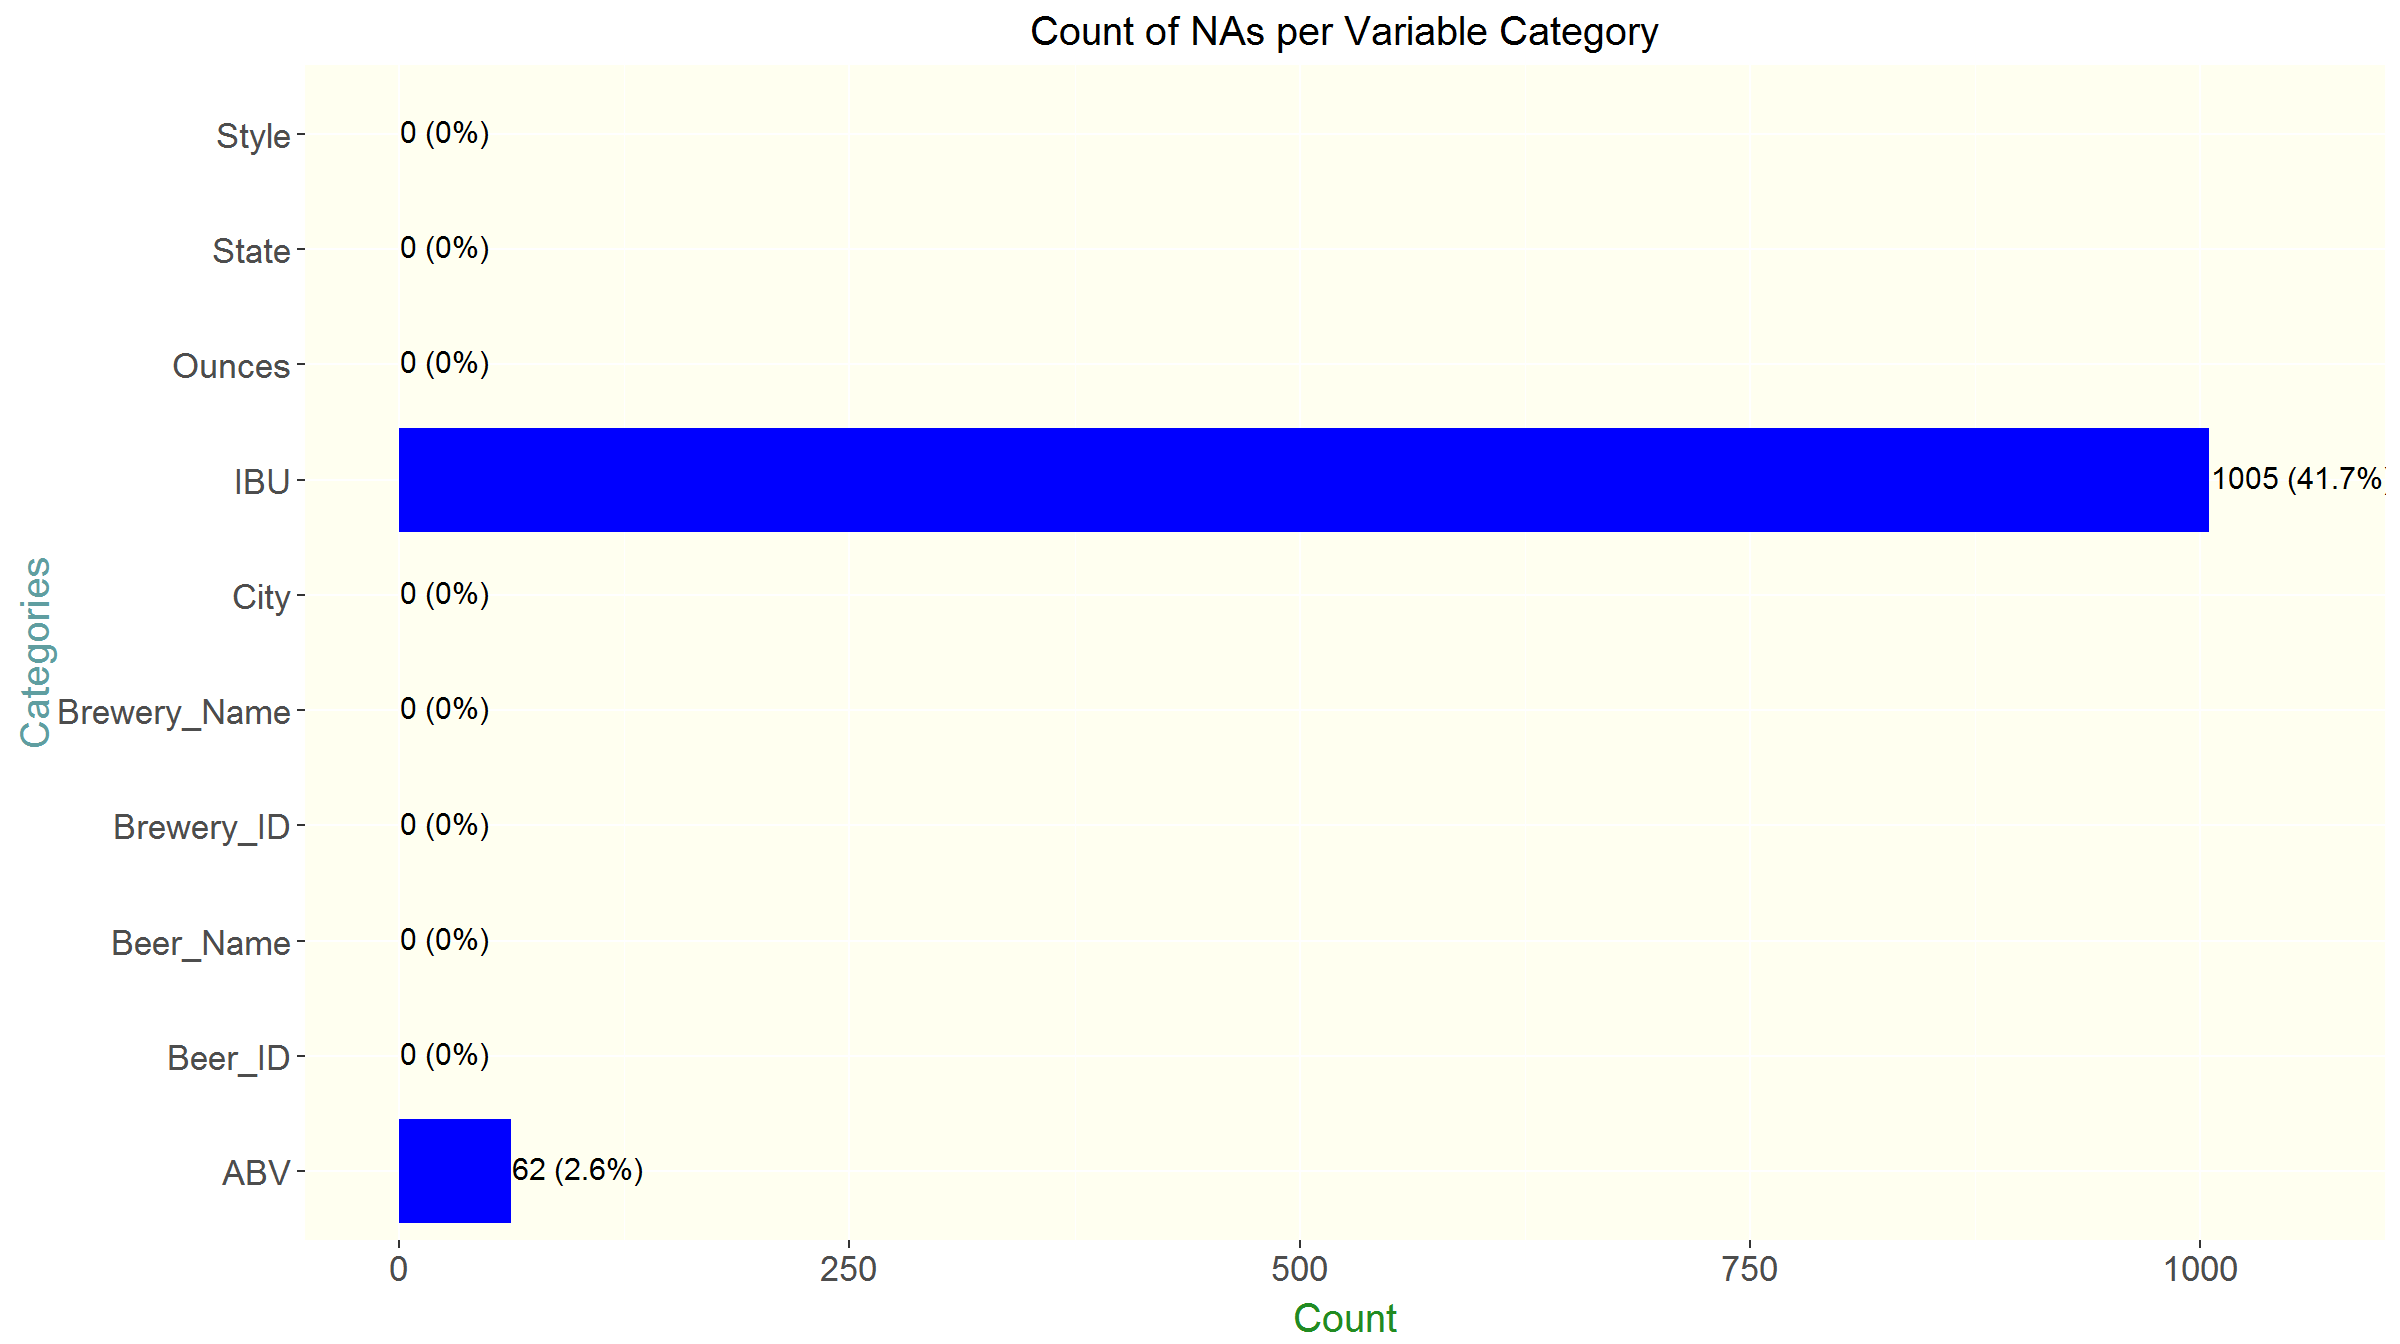 Count of NAs per Variable Category
Style
0 (0%)
State
0 (0%)
Ounces
0 (0%)
IBU
1005 (41.7%)
City
0 (0%)
Categories
Brewery_Name
0 (0%)
Brewery_ID
0 (0%)
Beer_Name
0 (0%)
Beer_ID
0 (0%)
ABV
62 (2.6%)
0 250 500 750 1000
Count